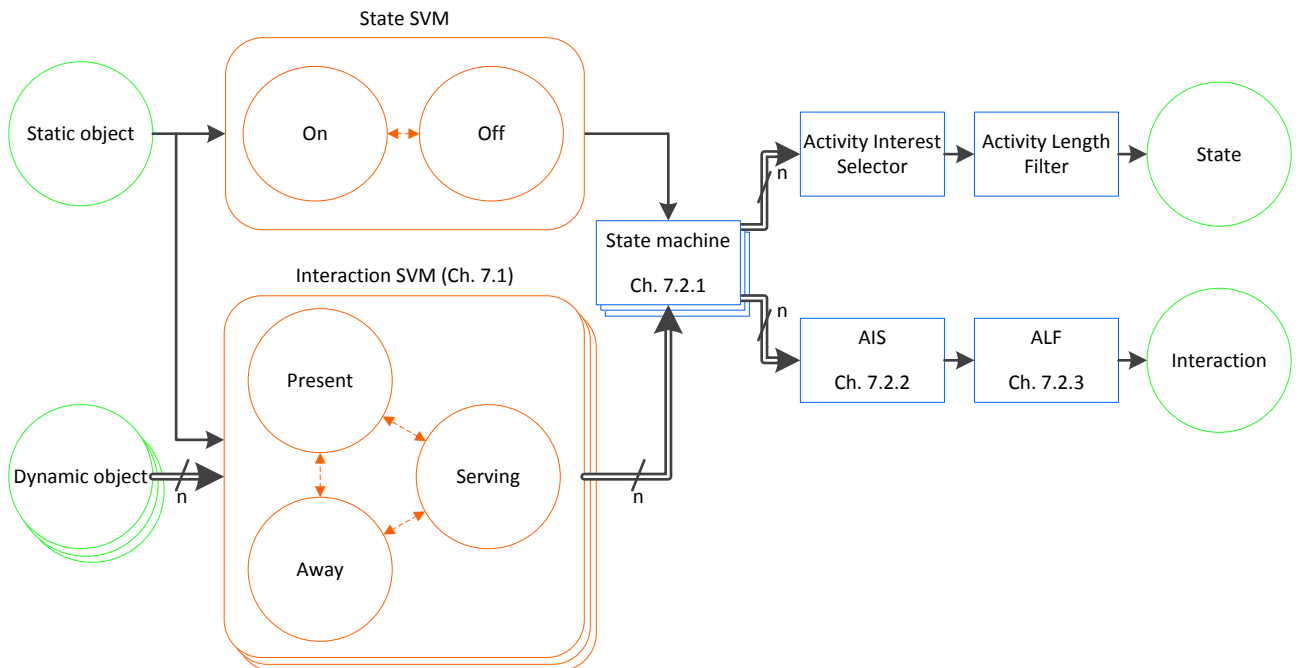 State SVM
Static object
On
Off
Activity Interest
Selector
Activity Length
Filter
State
n
State machine
Ch. 7.2.1
Interaction SVM (Ch. 7.1)
n
AIS
Ch. 7.2.2
ALF
Ch. 7.2.3
Interaction
Present
Dynamic object
n
Serving
n
Away